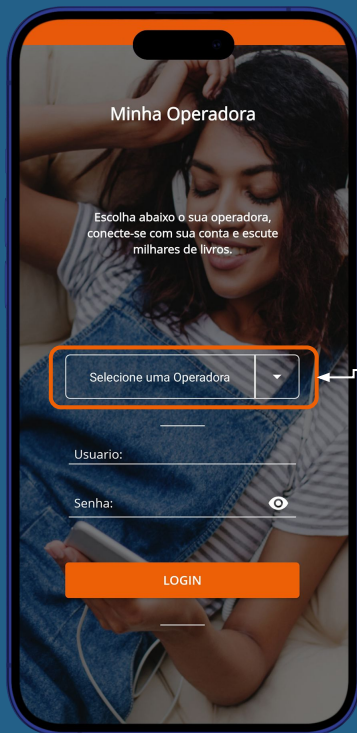 Minha Operadora
Escolha abaixo o sua operadora,
conecte-se com sua conta e escute
milhares de livros.
Selecione uma Operadora
Usuario:
Senha:
LOGIN